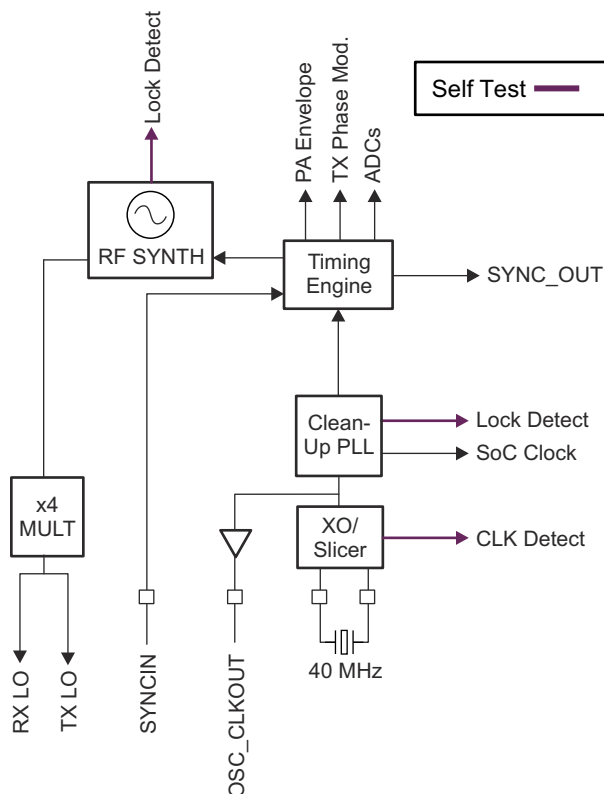 Lock Detect
PA Envelope
TX Phase Mod.
ADCs
Self Test
RF SYNTH
Timing
Engine
SYNC_OUT
Clean-
Up PLL
Lock Detect
SoC Clock
x4
MULT
XO/
Slicer
CLK Detect
40 MHz
RX LO
TX LO
SYNCIN
OSC_CLKOUT